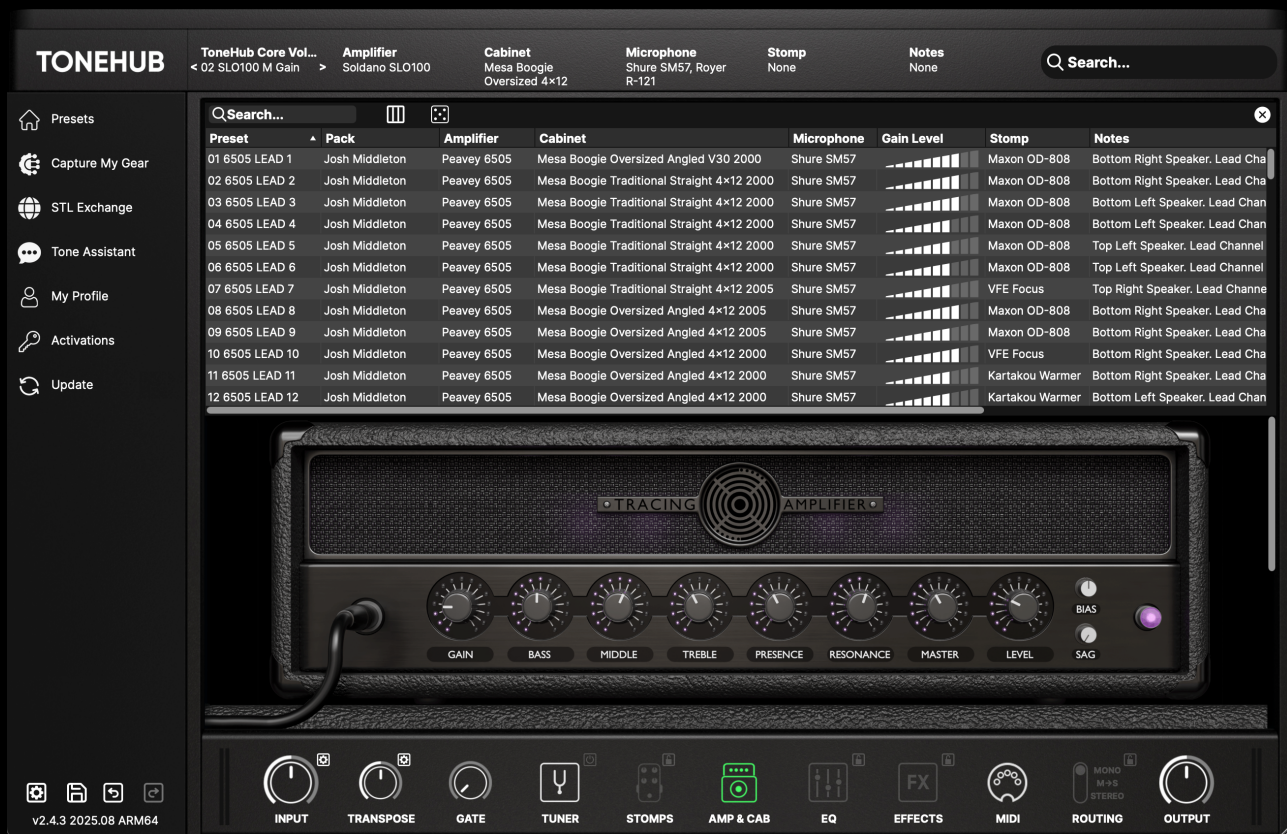 TONEHUB
ToneHub Core Vol...
< 02 SLO100 M Gain >
Amplifier
Soldano SLO100
Cabinet
Mesa Boogie
Oversized 4×12
Microphone
Shure SM57, Royer
R-121
Stomp
None
Notes
None
Search...
Presets
Capture My Gear
STL Exchange
Tone Assistant
My Profile
Activations
Update
v2.4.3 2025.08 ARM64
Search...
Preset Pack Amplifier Cabinet Microphone Gain Level Stomp Notes
01 6505 LEAD 1 Josh Middleton Peavey 6505 Mesa Boogie Oversized Angled V30 2000 Shure SM57 Maxon OD-808 Bottom Right Speaker. Lead Cha
02 6505 LEAD 2 Josh Middleton Peavey 6505 Mesa Boogie Traditional Straight 4×12 2000 Shure SM57 Maxon OD-808 Bottom Right Speaker. Lead Cha
03 6505 LEAD 3 Josh Middleton Peavey 6505 Mesa Boogie Traditional Straight 4×12 2000 Shure SM57 Maxon OD-808 Bottom Left Speaker. Lead Chan
04 6505 LEAD 4 Josh Middleton Peavey 6505 Mesa Boogie Traditional Straight 4×12 2000 Shure SM57 Maxon OD-808 Bottom Left Speaker. Lead Chan
05 6505 LEAD 5 Josh Middleton Peavey 6505 Mesa Boogie Traditional Straight 4×12 2000 Shure SM57 Maxon OD-808 Top Left Speaker. Lead Channel
06 6505 LEAD 6 Josh Middleton Peavey 6505 Mesa Boogie Traditional Straight 4×12 2000 Shure SM57 Maxon OD-808 Top Left Speaker. Lead Channel
07 6505 LEAD 7 Josh Middleton Peavey 6505 Mesa Boogie Traditional Straight 4×12 2005 Shure SM57 VFE Focus Top Right Speaker. Lead Channe
08 6505 LEAD 8 Josh Middleton Peavey 6505 Mesa Boogie Oversized Angled 4×12 2005 Shure SM57 Maxon OD-808 Bottom Right Speaker. Lead Cha
09 6505 LEAD 9 Josh Middleton Peavey 6505 Mesa Boogie Oversized Angled 4×12 2005 Shure SM57 Maxon OD-808 Bottom Right Speaker. Lead Cha
10 6505 LEAD 10 Josh Middleton Peavey 6505 Mesa Boogie Oversized Angled 4×12 2000 Shure SM57 VFE Focus Bottom Right Speaker. Lead Cha
11 6505 LEAD 11 Josh Middleton Peavey 6505 Mesa Boogie Oversized Angled 4×12 2000 Shure SM57 Kartakou Warmer Bottom Right Speaker. Lead Cha
12 6505 LEAD 12 Josh Middleton Peavey 6505 Mesa Boogie Oversized Angled 4×12 2000 Shure SM57 Kartakou Warmer Bottom Left Speaker. Lead Chan
TRACING AMPLIFIER
GAIN BASS MIDDLE TREBLE PRESENCE RESONANCE MASTER LEVEL
BIAS
SAG
FX
MONO
M→S
STEREO
INPUT TRANSPOSE GATE TUNER STOMPS AMP & CAB EQ EFFECTS MIDI ROUTING OUTPUT